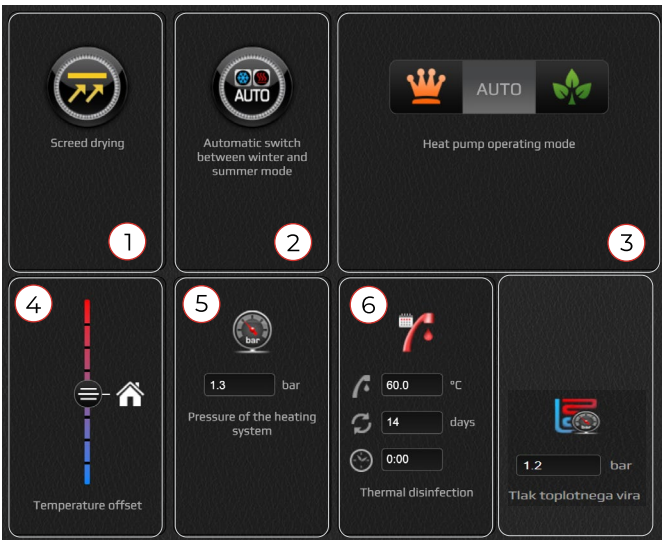 AUTO
AUTO
Screed drying
Automatic switch
between winter and
summer mode
Heat pump operating mode
1
2
3
4
5
6
bar
1.3 bar
Pressure of the heating
system
60.0 °C
14 days
0:00
Thermal disinfection
Temperature offset
1.2 bar
Tlak toplotnega vira